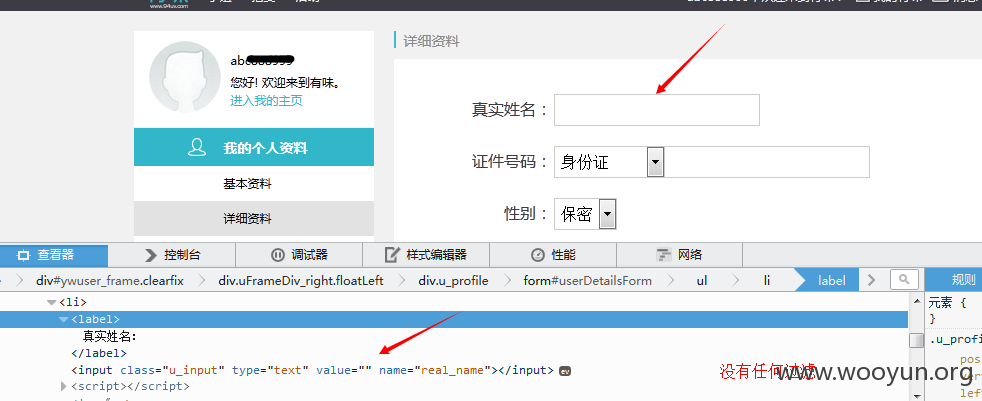 www.514uu.com
详细资料
abc888999
您好! 欢迎来到有味。
进入我的主页
我的个人资料
基本资料
详细资料
真实姓名：
证件号码： 身份证
性别： 保密
查看器 控制台 调试器 样式编辑器 性能 网络
div#ywuser_frame.clearfix div.uFrameDiv_right.floatLeft div.u_profile form#userDetailsForm ul li label 规则
<li>
<label>
真实姓名:
</label>
<input class="u_input" type="text" value="" name="real_name"></input> ev
<script></script>
元素 {
}
.u_profi
没有任何过滤
www.wooyun.org
left